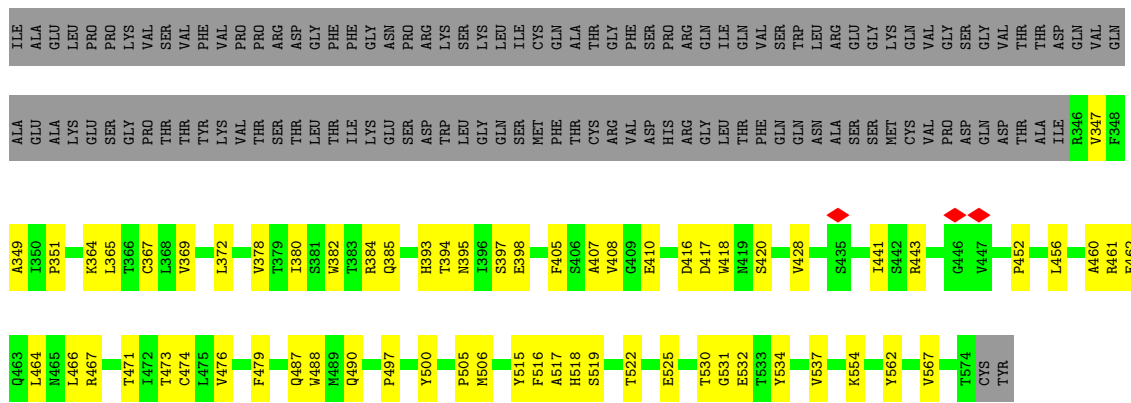 ILE ALA GLU LEU PRO PRO LYS VAL SER VAL PHE VAL PRO PRO ARG ASP GLY PHE PHE GLY ASN PRO ARG LYS SER LYS LEU ILE CYS GLN ALA THR GLY PHE SER PRO ARG GLN ILE GLN VAL SER TRP LEU ARG GLU GLY LYS GLN VAL GLY SER GLY VAL THR THR ASP GLN VAL GLN
ALA GLU ALA LYS GLU SER GLY PRO THR THR TYR LYS VAL THR SER THR LEU THR ILE LYS GLU SER ASP TRP LEU GLY GLN SER MET PHE THR CYS ARG VAL ASP HIS ARG GLY LEU THR PHE GLN GLN ASN ALA SER SER MET CYS VAL PRO ASP GLN ASP THR ALA ILE R346 V347 F348
A349 I350 P351 K364 L365 T366 C367 L368 V369 L372 V378 T379 I380 S381 W382 T383 R384 Q385 H393 T394 N395 I396 S397 E398 F405 S406 A407 V408 G409 E410 D416 D417 W418 N419 S420 V428 S435 I441 S442 R443 G446 V447 P452 L456 A460 R461 E462
Q463 L464 N465 L466 R467 T471 I472 T473 C474 L475 V476 F479 Q487 W488 M489 Q490 P497 Y500 P505 M506 Y515 F516 A517 H518 S519 T522 E525 T530 G531 E532 T533 Y534 V537 K554 Y562 V567 T574 CYS TYR